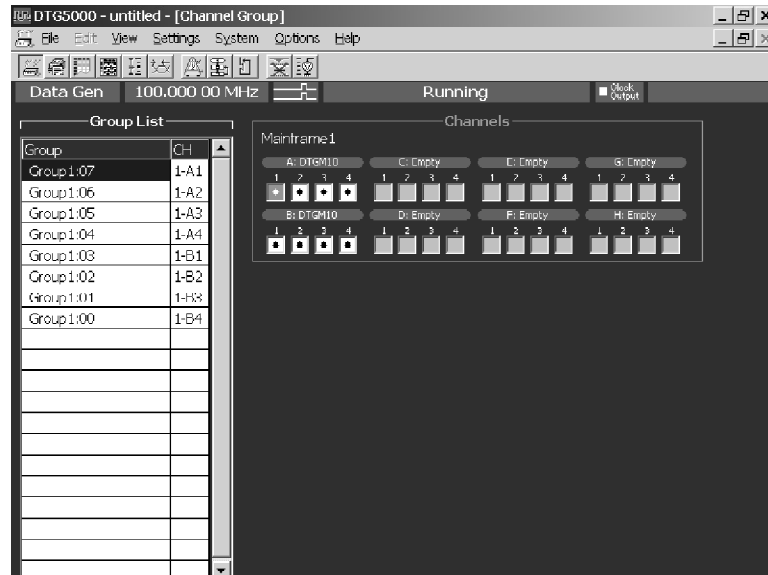 DTG5000 - untitled - [Channel Group]
File Edit View Settings System Options Help
Data Gen 100.000 00 MHz Running Clock Output
Group List
Group CH
Group1:07 1-A1
Group1:06 1-A2
Group1:05 1-A3
Group1:04 1-A4
Group1:03 1-B1
Group1:02 1-B2
Group1:01 1-B3
Group1:00 1-B4
Channels
Mainframe1
A: DTGM10 C: Empty E: Empty G: Empty
1 2 3 4 1 2 3 4 1 2 3 4 1 2 3 4
B: DTGM10 D: Empty F: Empty H: Empty
1 2 3 4 1 2 3 4 1 2 3 4 1 2 3 4